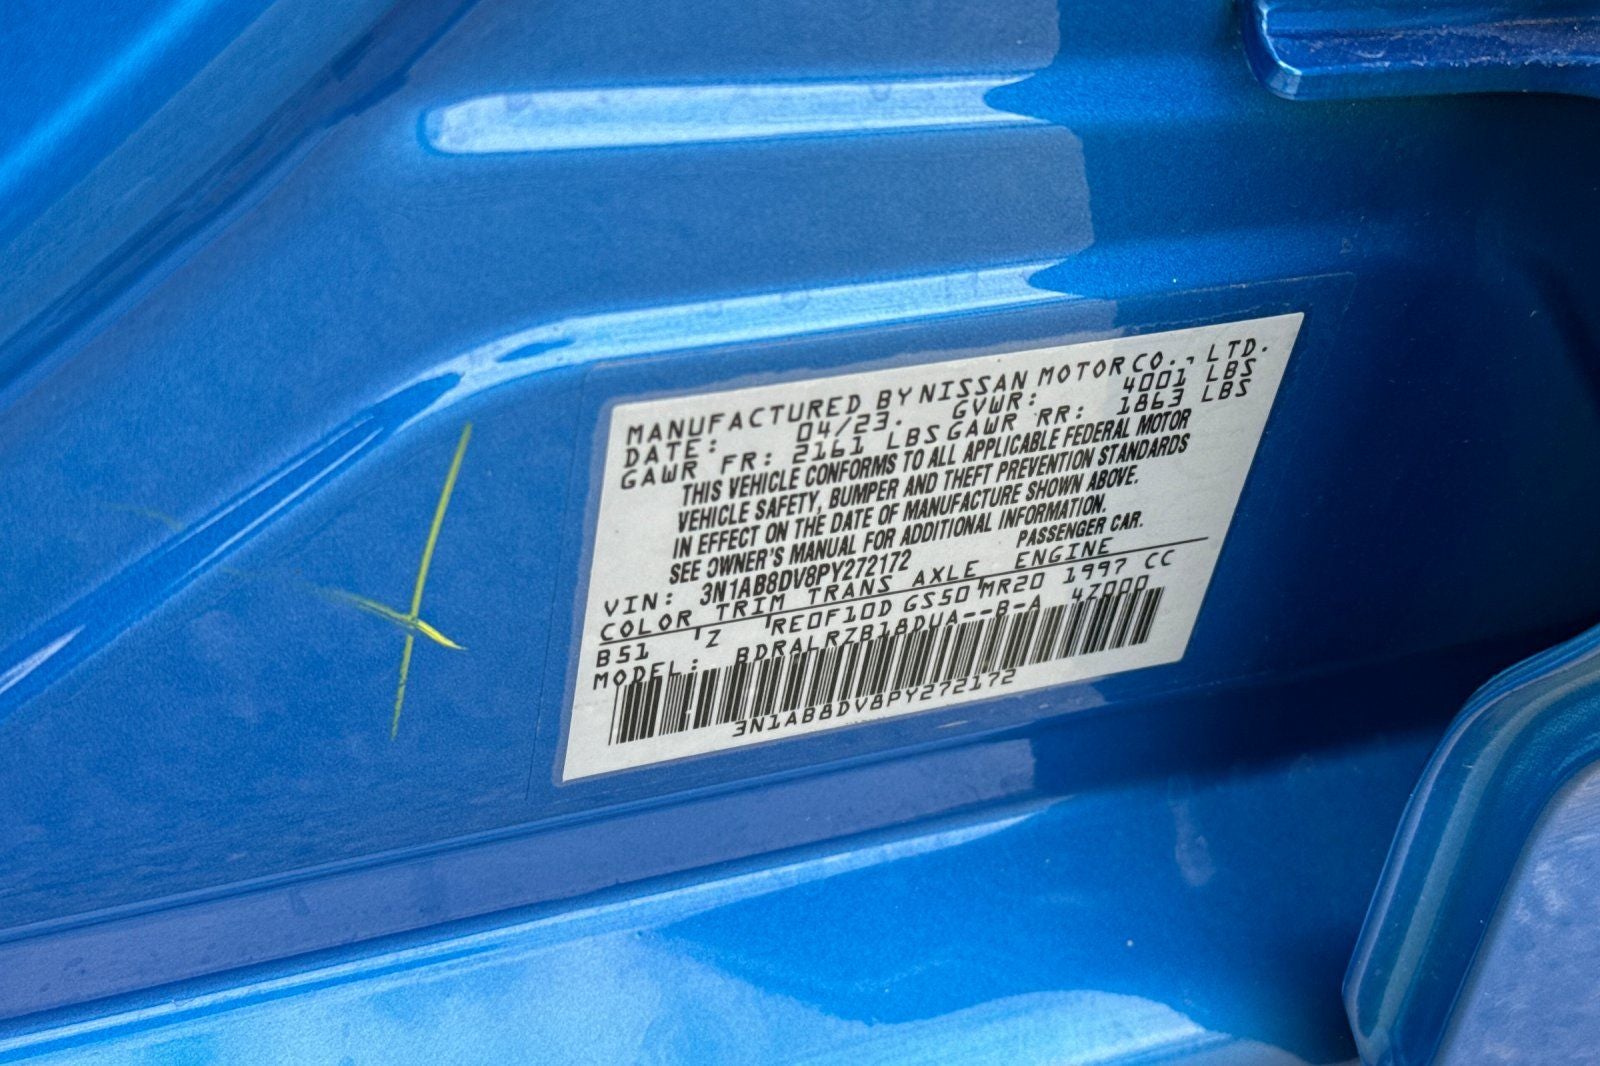 MANUFACTURED BY NISSAN MOTOR CO., LTD.
DATE: 04/23. GVWR: 4001 LBS
GAWR FR: 2161 LBS GAWR RR: 1863 LBS
THIS VEHICLE CONFORMS TO ALL APPLICABLE FEDERAL MOTOR
VEHICLE SAFETY, BUMPER AND THEFT PREVENTION STANDARDS
IN EFFECT ON THE DATE OF MANUFACTURE SHOWN ABOVE.
SEE OWNER'S MANUAL FOR ADDITIONAL INFORMATION.
VIN: 3N1AB8DV8PY272172 PASSENGER CAR.
COLOR TRIM TRANS AXLE ENGINE
B51 Z RE0F10D GS50 MR20 1997 CC
MODEL: BDRALRZB18DUA--B-A 47000
3N1AB8DV8PY272172